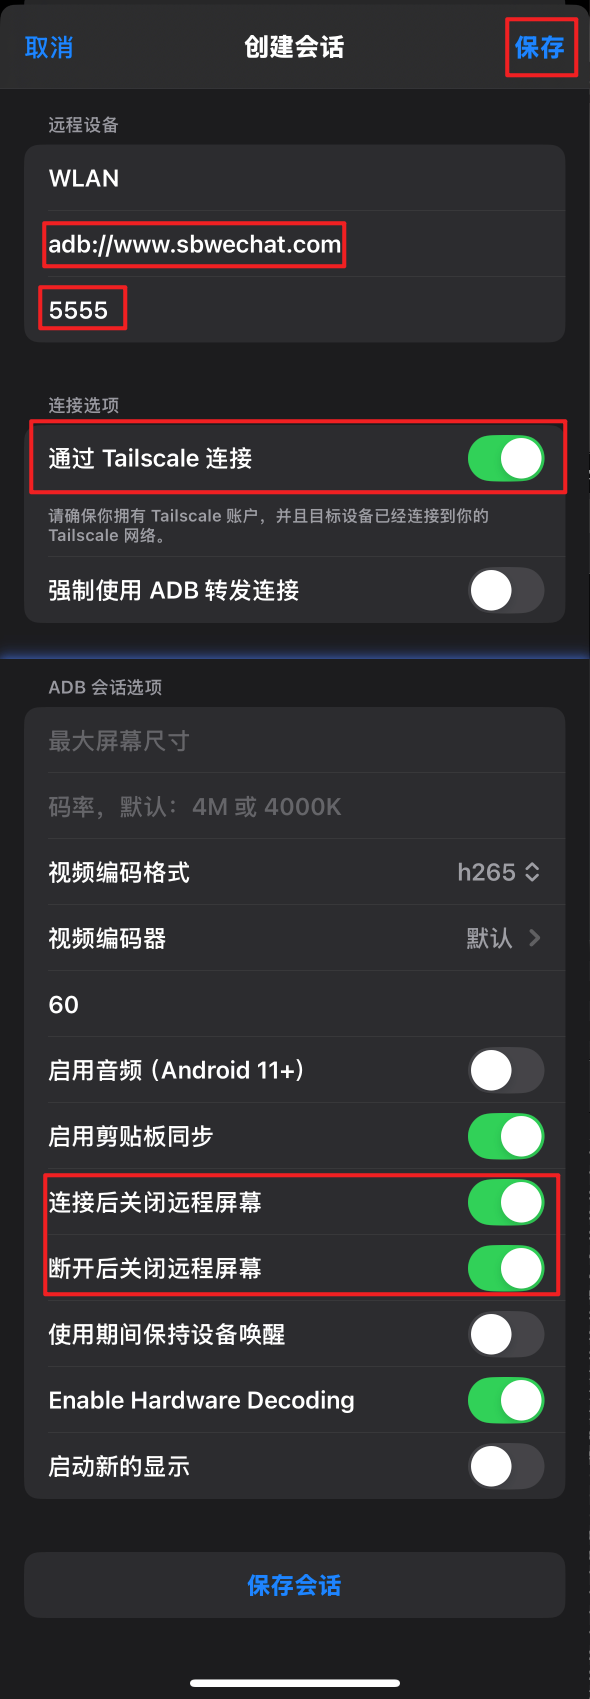 取消
创建会话
保存
远程设备
WLAN
adb://www.sbwechat.com
5555
连接选项
通过 Tailscale 连接
请确保你拥有 Tailscale 账户，并且目标设备已经连接到你的
Tailscale 网络。
强制使用 ADB 转发连接
ADB 会话选项
最大屏幕尺寸
码率，默认：4M 或 4000K
视频编码格式
h265
视频编码器
默认
60
启用音频（Android 11+）
启用剪贴板同步
连接后关闭远程屏幕
断开后关闭远程屏幕
使用期间保持设备唤醒
Enable Hardware Decoding
启动新的显示
保存会话